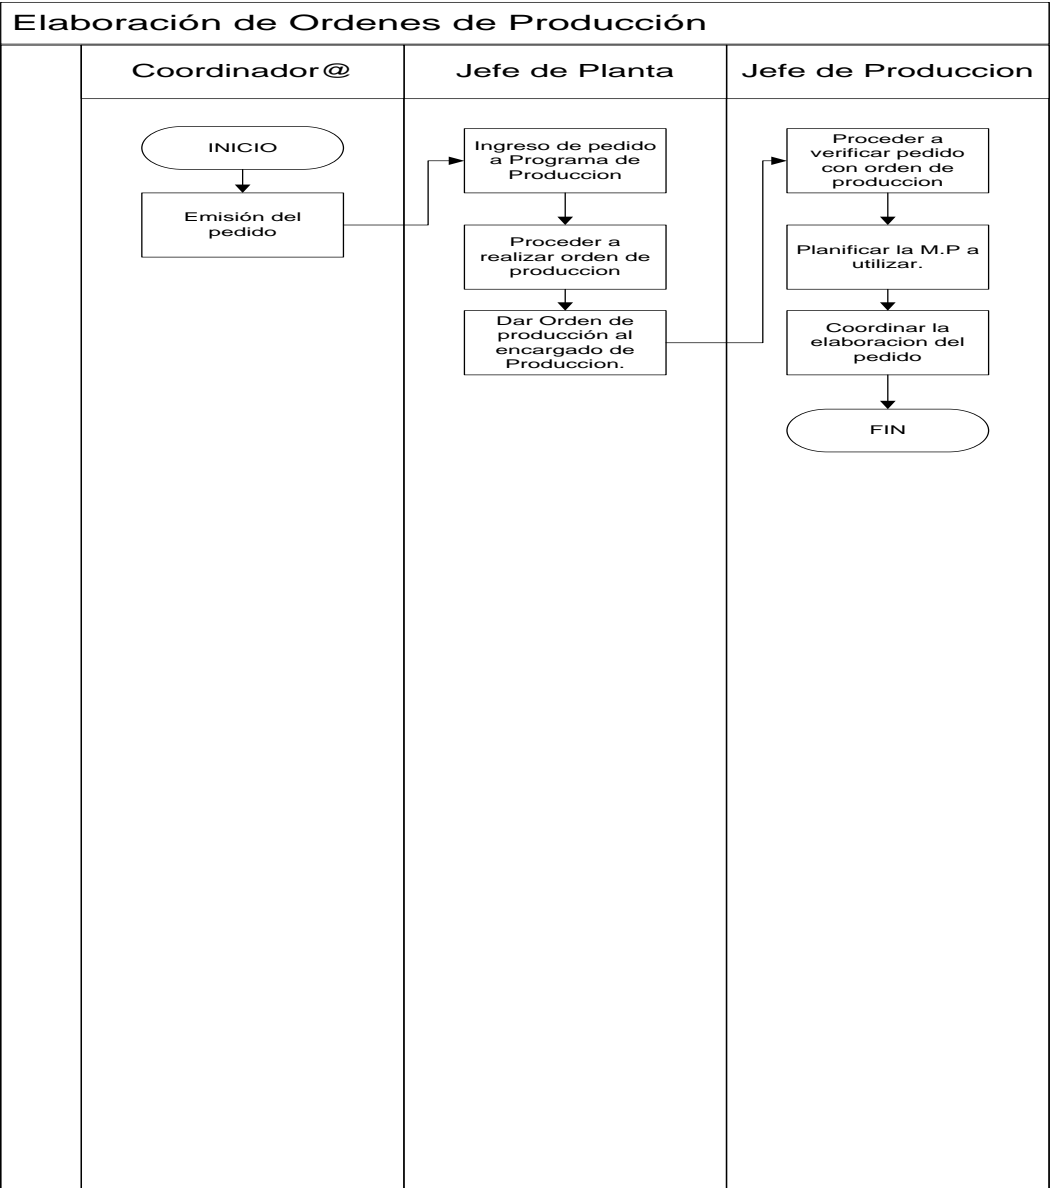 Elaboración de Ordenes de Producción
Coordinador@
Jefe de Planta
Jefe de Produccion
INICIO
Emisión del
pedido
Ingreso de pedido
a Programa de
Produccion
Proceder a
realizar orden de
produccion
Dar Orden de
producción al
encargado de
Produccion.
Proceder a
verificar pedido
con orden de
produccion
Planificar la M.P a
utilizar.
Coordinar la
elaboracion del
pedido
FIN